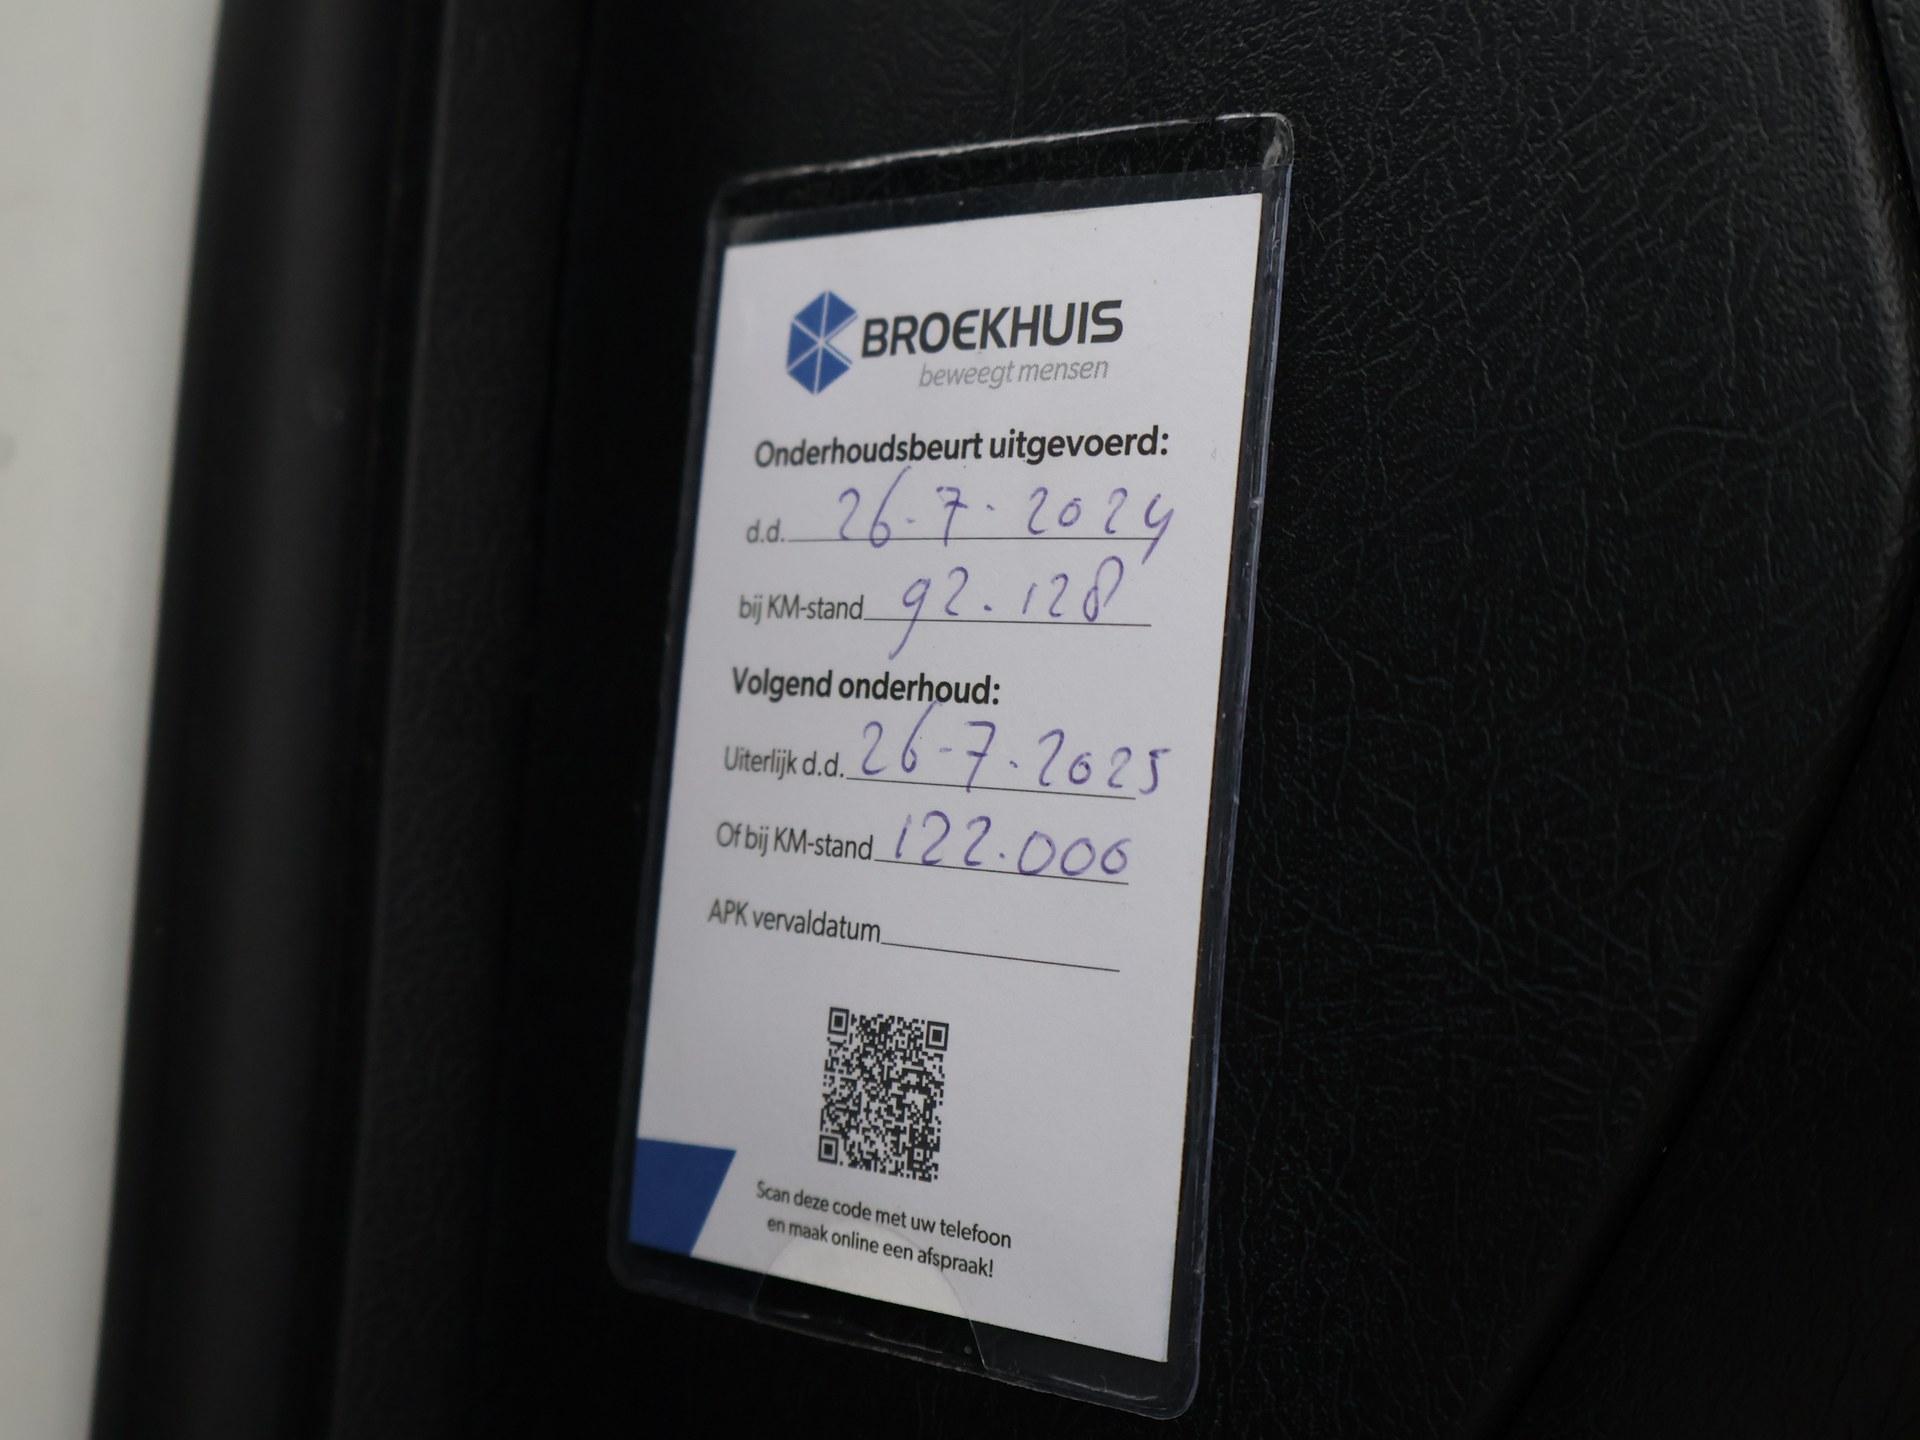 BROEKHUIS
beweegt mensen
Onderhoudsbeurt uitgevoerd:
d.d. 26-7-2024
bij KM-stand 92.128
Volgend onderhoud:
Uiterlijk d.d. 26-7-2025
Of bij KM-stand 122.000
APK vervaldatum
Scan deze code met uw telefoon
en maak online een afspraak!